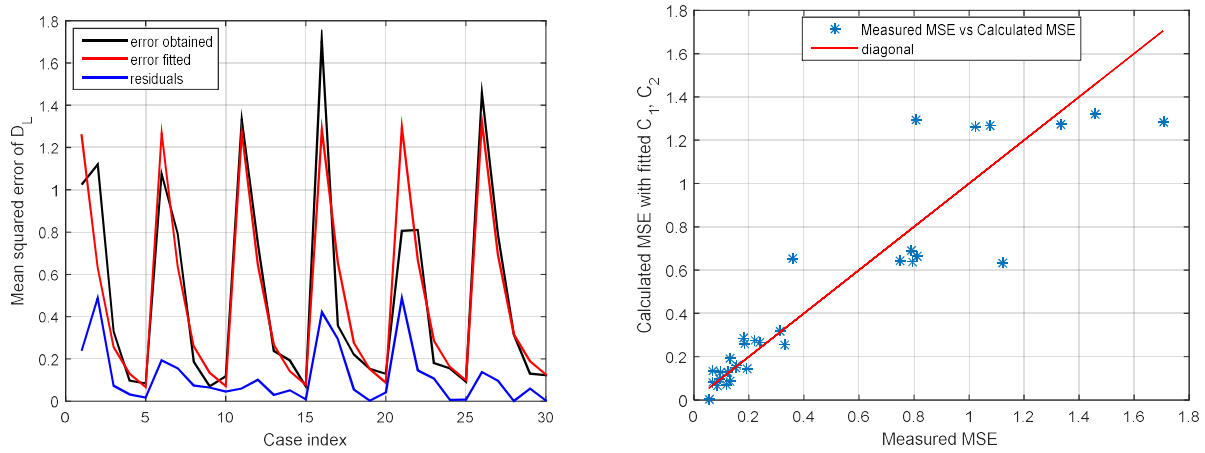 1.8
1.6
1.4
1.2
1
0.8
0.6
0.4
0.2
0
Mean squared error of D_L
error obtained
error fitted
residuals
0 5 10 15 20 25 30
Case index
1.8
1.6
1.4
1.2
1
0.8
0.6
0.4
0.2
0
Calculated MSE with fitted C_1, C_2
Measured MSE vs Calculated MSE
diagonal
0 0.2 0.4 0.6 0.8 1 1.2 1.4 1.6 1.8
Measured MSE